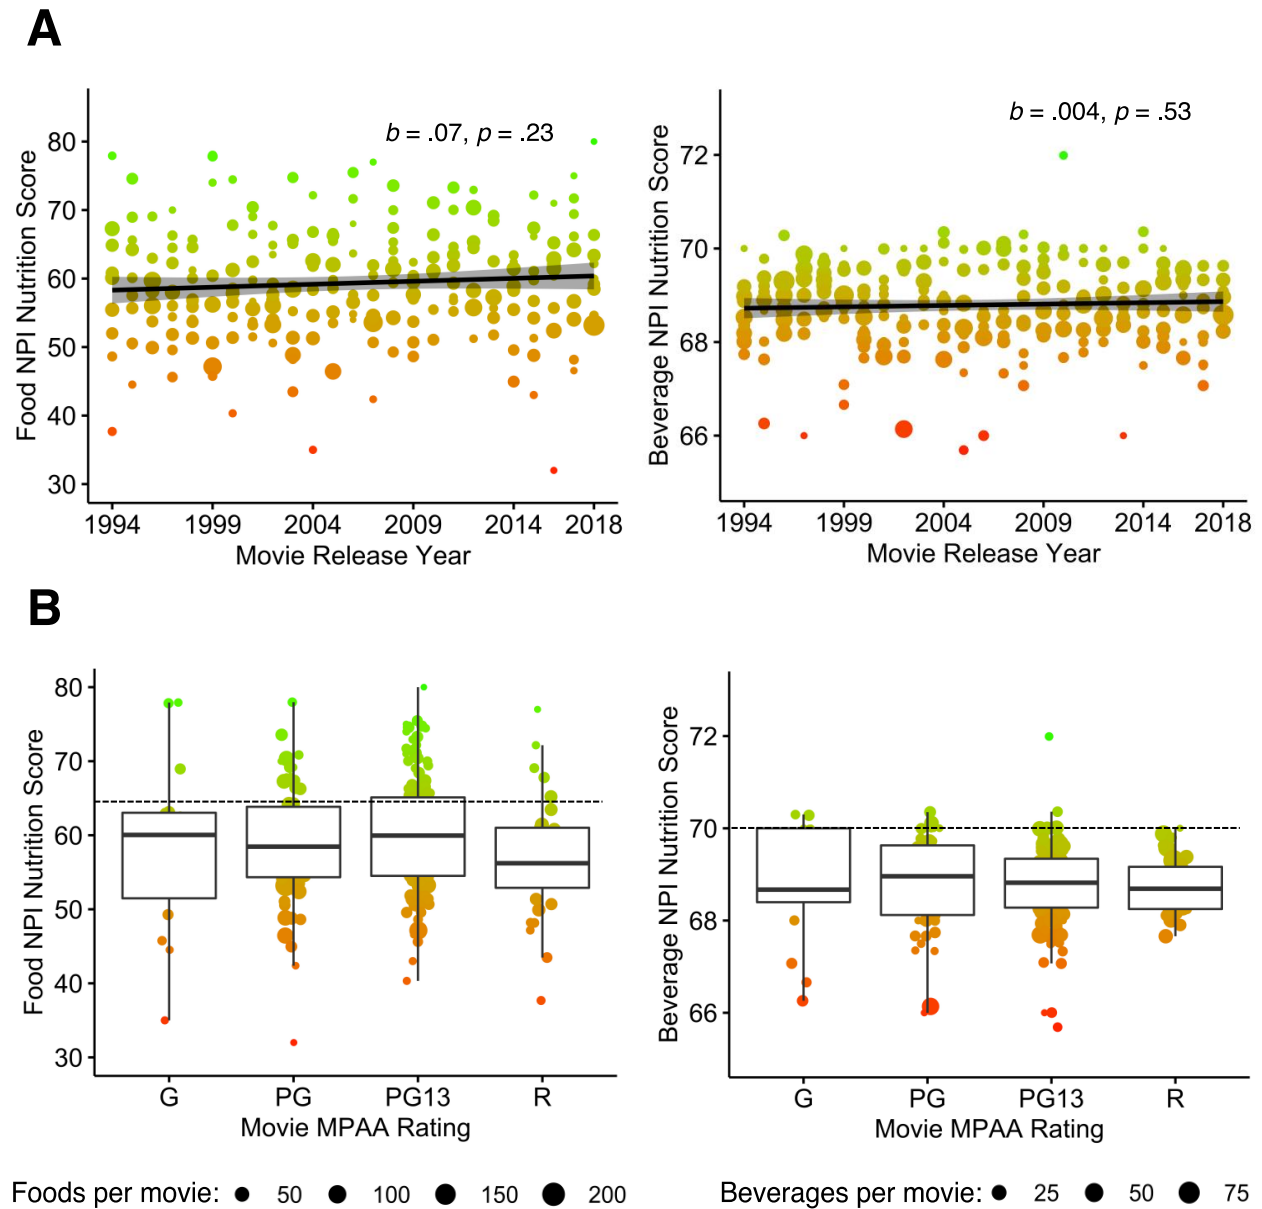 A
b = .07, p = .23
Food NPI Nutrition Score
80
70
60
50
40
30
1994 1999 2004 2009 2014 2018
Movie Release Year
b = .004, p = .53
Beverage NPI Nutrition Score
72
70
68
66
1994 1999 2004 2009 2014 2018
Movie Release Year
B
Food NPI Nutrition Score
80
70
60
50
40
30
G PG PG13 R
Movie MPAA Rating
Beverage NPI Nutrition Score
72
70
68
66
G PG PG13 R
Movie MPAA Rating
Foods per movie: 50 100 150 200
Beverages per movie: 25 50 75